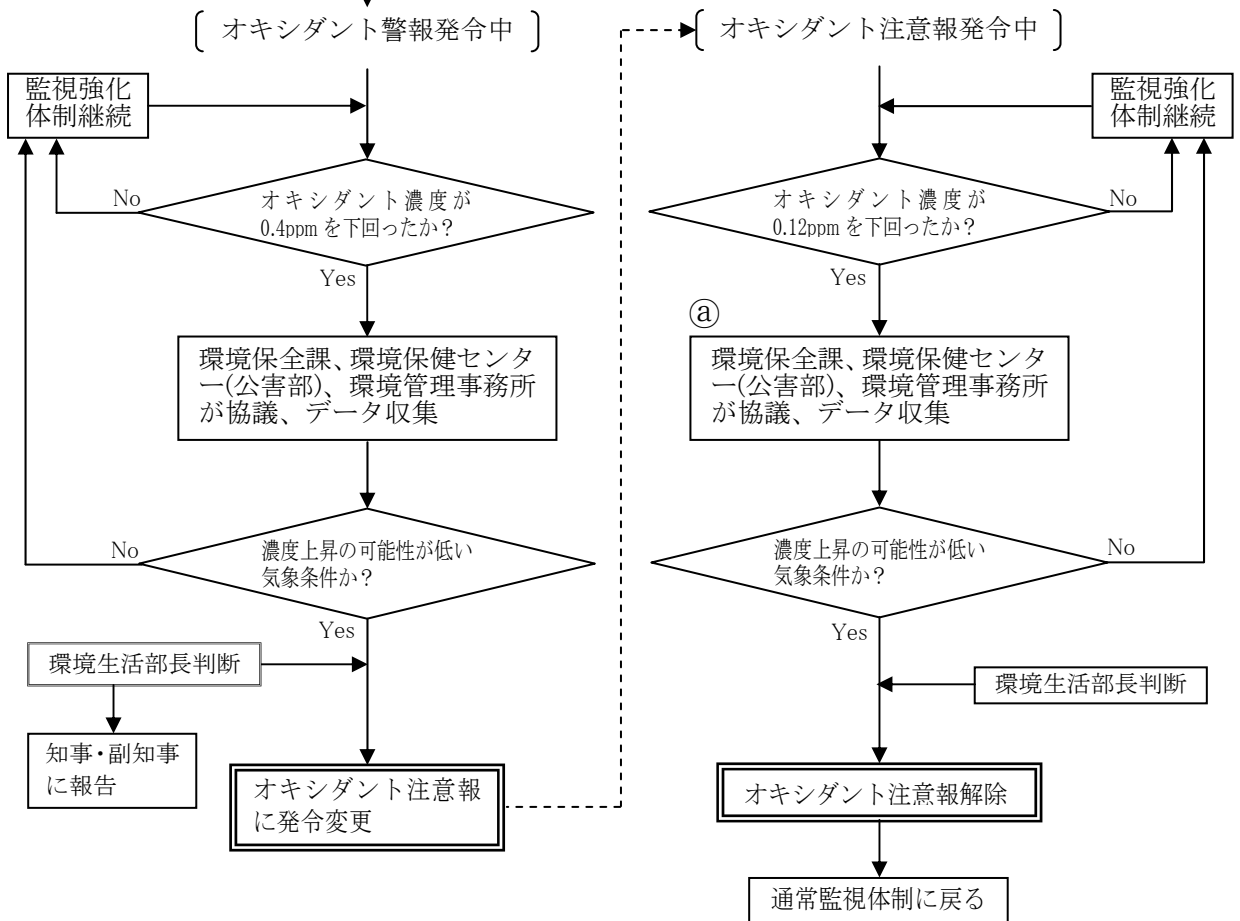 オキシダント警報発令中
監視強化
体制継続
オキシダント濃度が
0.4ppmを下回ったか？
No
Yes
環境保全課、環境保健センタ
ー(公害部)、環境管理事務所
が協議、データ収集
濃度上昇の可能性が低い
気象条件か？
No
Yes
環境生活部長判断
知事・副知事
に報告
オキシダント注意報
に発令変更
オキシダント注意報発令中
監視強化
体制継続
オキシダント濃度が
0.12ppmを下回ったか？
No
Yes
ⓐ
環境保全課、環境保健センタ
ー(公害部)、環境管理事務所
が協議、データ収集
濃度上昇の可能性が低い
気象条件か？
No
Yes
環境生活部長判断
オキシダント注意報解除
通常監視体制に戻る